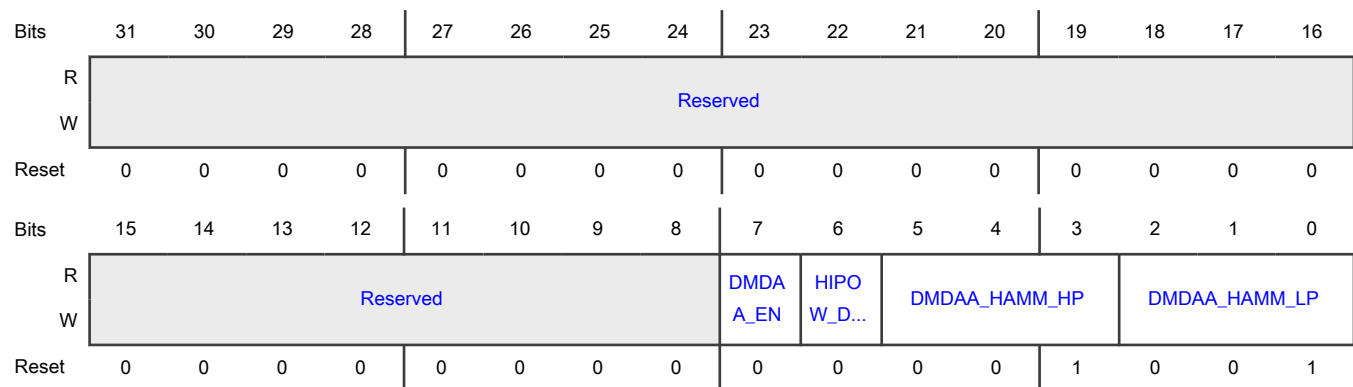 Bits 31 30 29 28 27 26 25 24 23 22 21 20 19 18 17 16
R
Reserved
W
Reset 0 0 0 0 0 0 0 0 0 0 0 0 0 0 0 0
Bits 15 14 13 12 11 10 9 8 7 6 5 4 3 2 1 0
R DMDA HIPO
Reserved DMDAA_HAMM_HP DMDAA_HAMM_LP
W A_EN W_D...
Reset 0 0 0 0 0 0 0 0 0 0 0 0 1 0 0 1